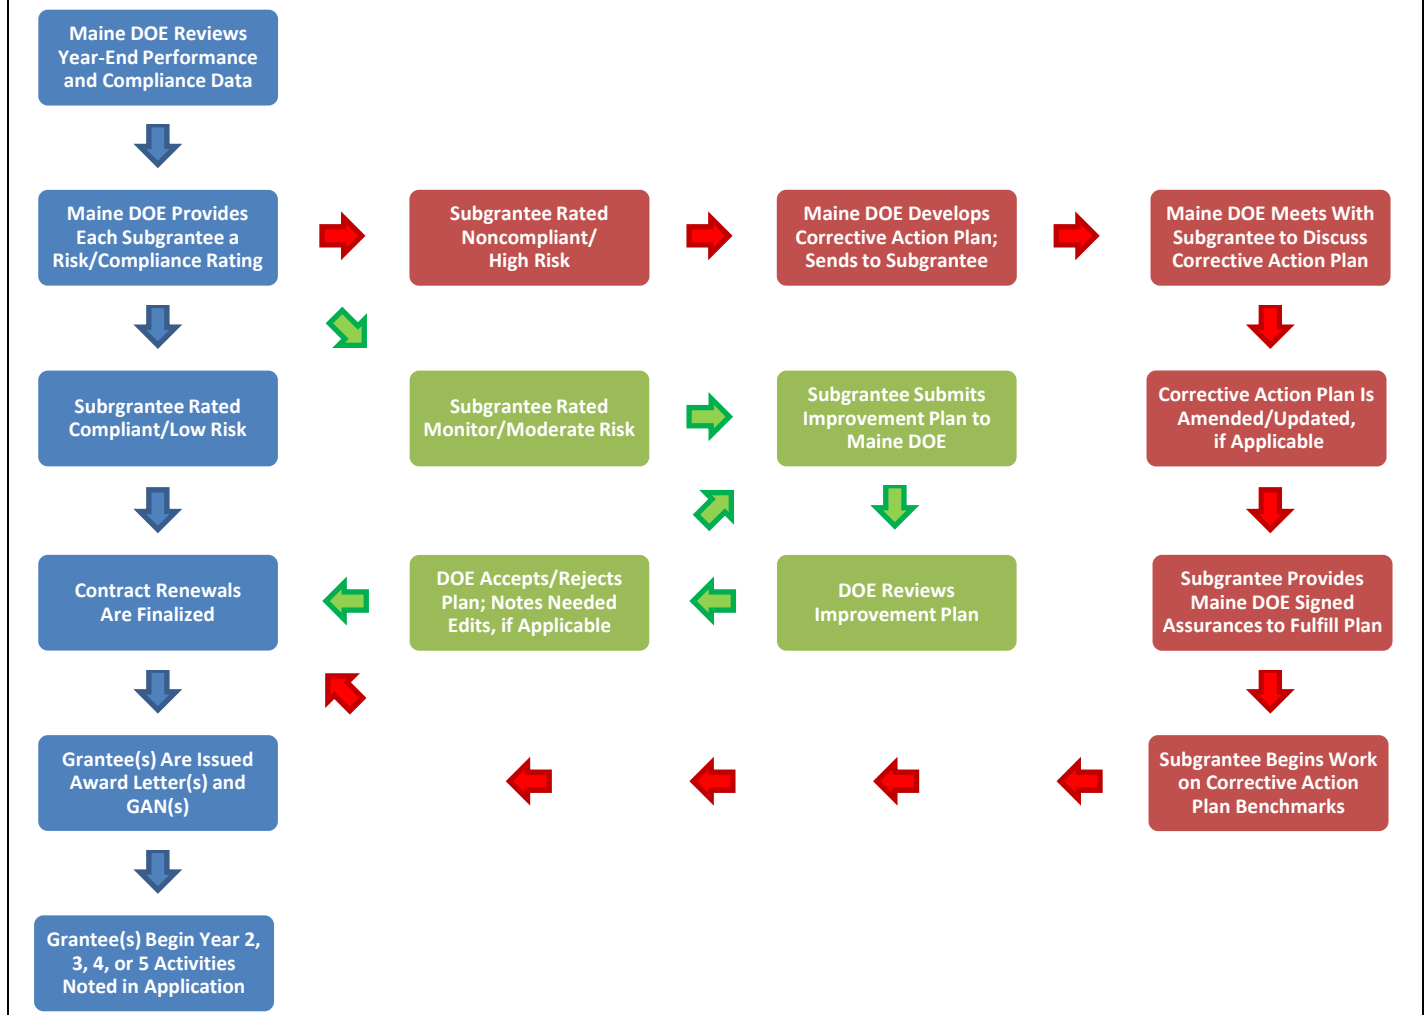 Maine DOE Reviews
Year-End Performance
and Compliance Data
Maine DOE Provides
Each Subgrantee a
Risk/Compliance Rating
Subgrantee Rated
Noncompliant/
High Risk
Maine DOE Develops
Corrective Action Plan;
Sends to Subgrantee
Maine DOE Meets With
Subgrantee to Discuss
Corrective Action Plan
Subrgrantee Rated
Compliant/Low Risk
Subgrantee Rated
Monitor/Moderate Risk
Subgrantee Submits
Improvement Plan to
Maine DOE
Corrective Action Plan Is
Amended/Updated,
if Applicable
Contract Renewals
Are Finalized
DOE Accepts/Rejects
Plan; Notes Needed
Edits, if Applicable
DOE Reviews
Improvement Plan
Subgrantee Provides
Maine DOE Signed
Assurances to Fulfill Plan
Grantee(s) Are Issued
Award Letter(s) and
GAN(s)
Subgrantee Begins Work
on Corrective Action
Plan Benchmarks
Grantee(s) Begin Year 2,
3, 4, or 5 Activities
Noted in Application